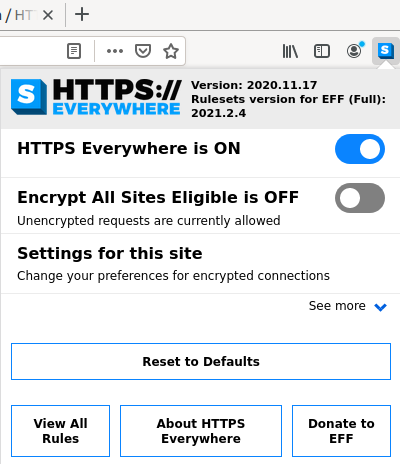 / HT
HTTPS://
EVERYWHERE
Version: 2020.11.17
Rulesets version for EFF (Full):
2021.2.4
HTTPS Everywhere is ON
Encrypt All Sites Eligible is OFF
Unencrypted requests are currently allowed
Settings for this site
Change your preferences for encrypted connections
See more
Reset to Defaults
View All
Rules
About HTTPS
Everywhere
Donate to
EFF